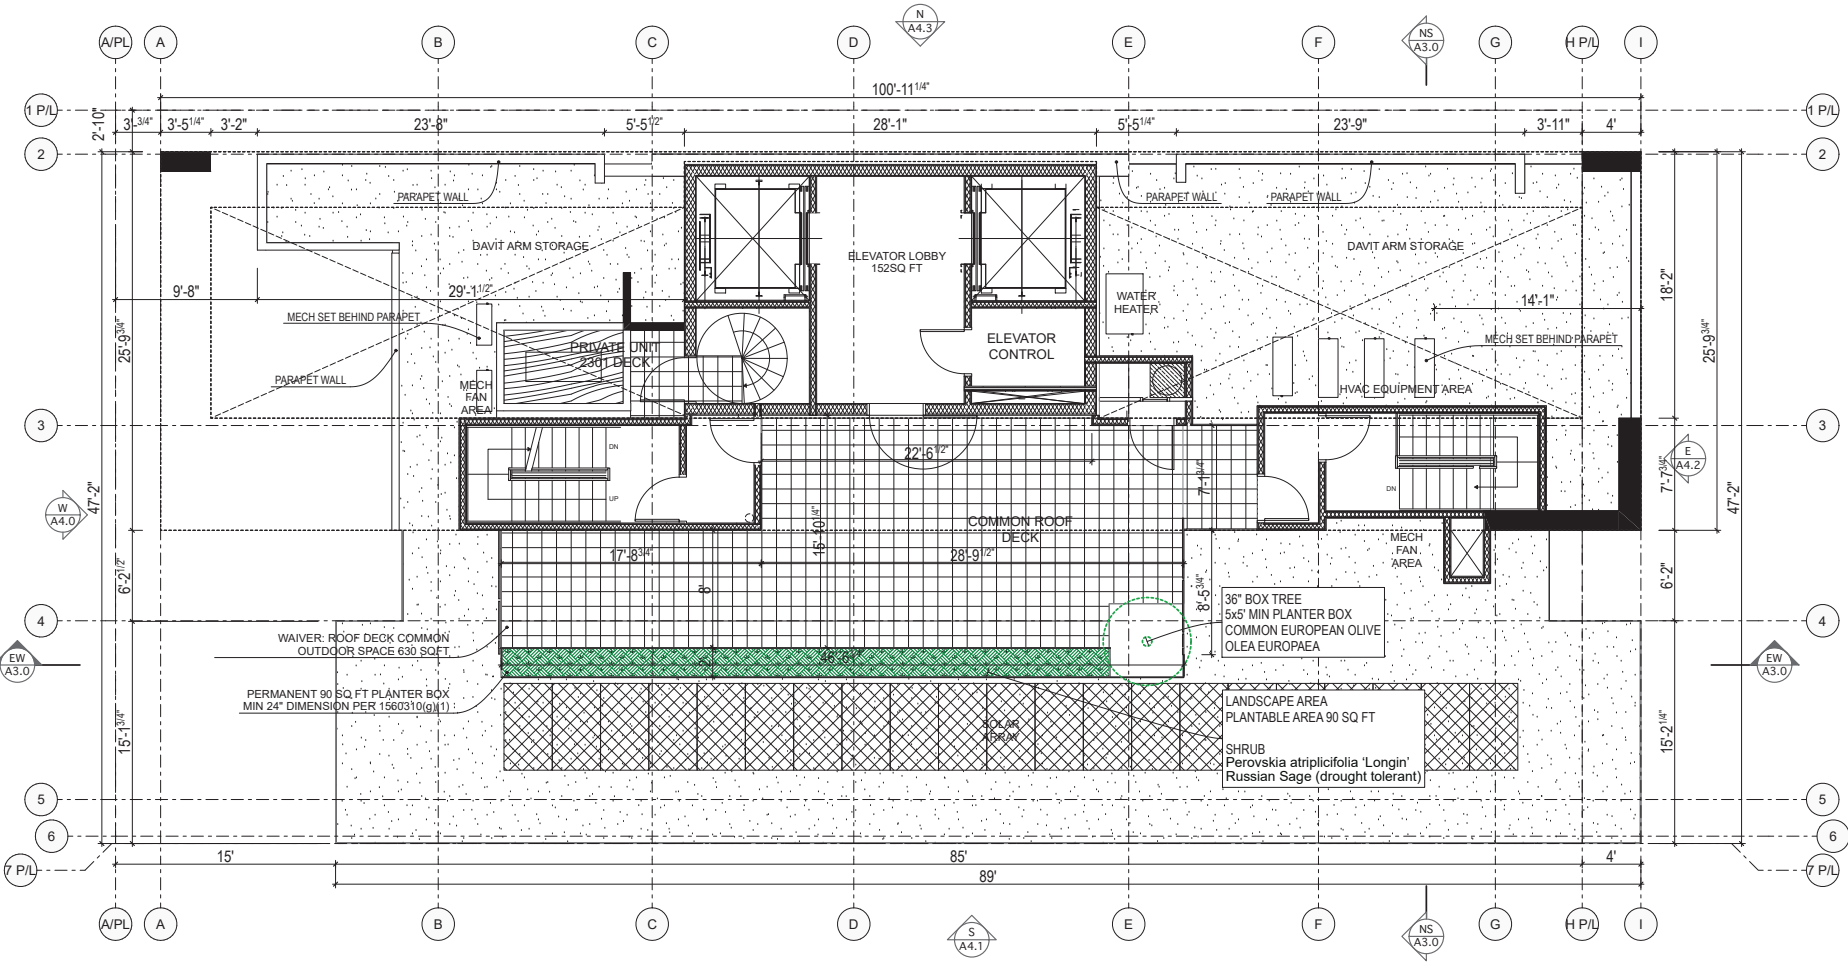 N
A4.3
A/PL
A
B
C
D
E
F
NS
A3.0
G
H P/L
I
100'-11 1/4"
1 P/L
1 P/L
2'-10"
3'-3/4"
3'-5 1/4"
3'-2"
23'-8"
5'-5 1/2"
28'-1"
5'-5 1/4"
23'-9"
3'-11"
4'
2
2
PARAPET WALL
PARAPET WALL
PARAPET WALL
DAVIT ARM STORAGE
DAVIT ARM STORAGE
ELEVATOR LOBBY
152SQ FT
9'-8"
29'-1 1/2"
WATER
HEATER
14'-1"
18'-2"
25'-9 3/4"
25'-9 3/4"
MECH SET BEHIND PARAPET
MECH SET BEHIND PARAPET
PRIVATE UNIT
2301 DECK
ELEVATOR
CONTROL
PARAPET WALL
MECH
FAN
AREA
HVAC EQUIPMENT AREA
3
3
DN
UP
DN
22'-6 1/2"
7'-1 3/4"
7'-7 3/4"
E
A4.2
W
A4.0
47'-2"
47'-2"
15'-10 1/4"
COMMON ROOF
DECK
MECH
FAN
AREA
17'-8 3/4"
28'-9 1/2"
6'-2 1/2"
8'
8'-5 3/4"
6'-2"
36" BOX TREE
5x5' MIN PLANTER BOX
COMMON EUROPEAN OLIVE
OLEA EUROPAEA
4
4
WAIVER: ROOF DECK COMMON
OUTDOOR SPACE 630 SQFT
EW
A3.0
EW
A3.0
2'
46'-6 1/4"
PERMANENT 90 SQ FT PLANTER BOX
MIN 24" DIMENSION PER 1560310(g)(1)
LANDSCAPE AREA
PLANTABLE AREA 90 SQ FT
SHRUB
Perovskia atriplicifolia ‘Longin’
Russian Sage (drought tolerant)
SOLAR
ARRAY
15'-1 3/4"
15'-2 1/4"
5
5
6
6
7 P/L
7 P/L
15'
85'
4'
89'
A/PL
A
B
C
D
S
A4.1
E
F
NS
A3.0
G
H P/L
I